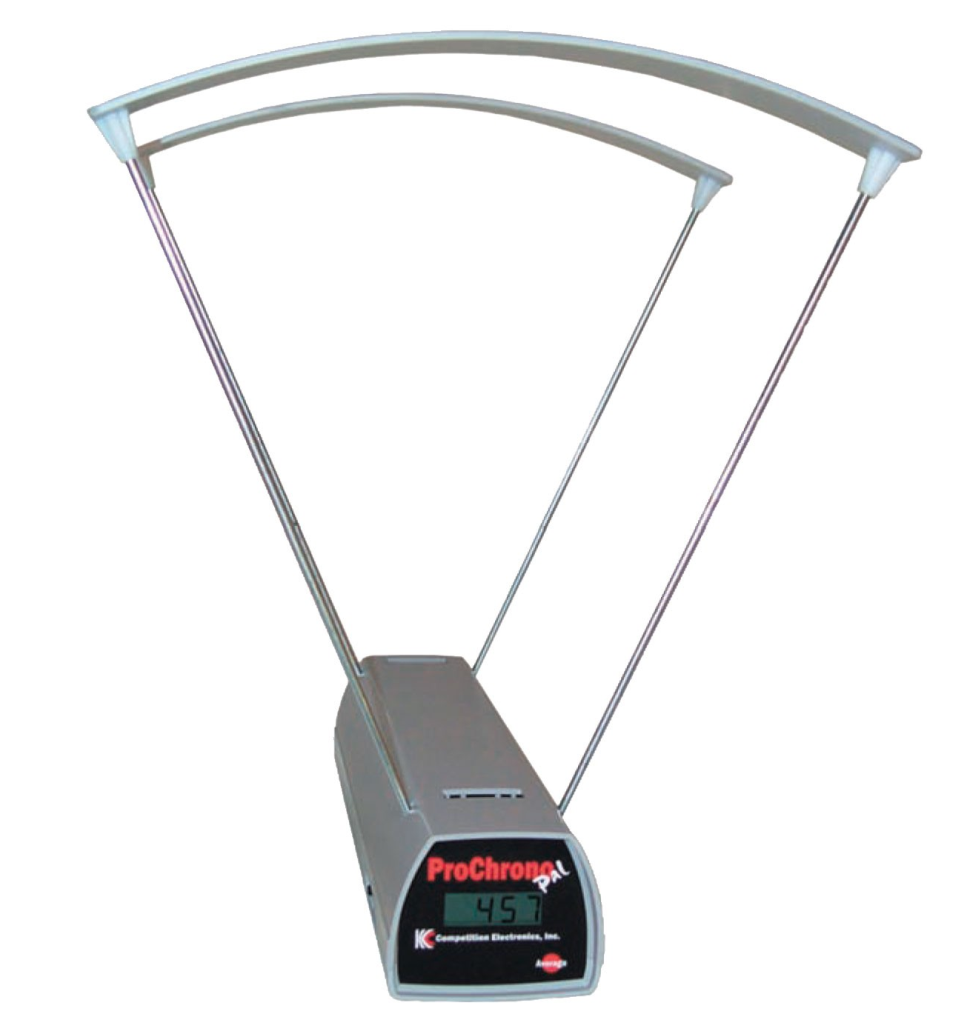 ProChrono
Pal
457
Competition Electronics, Inc.
Average